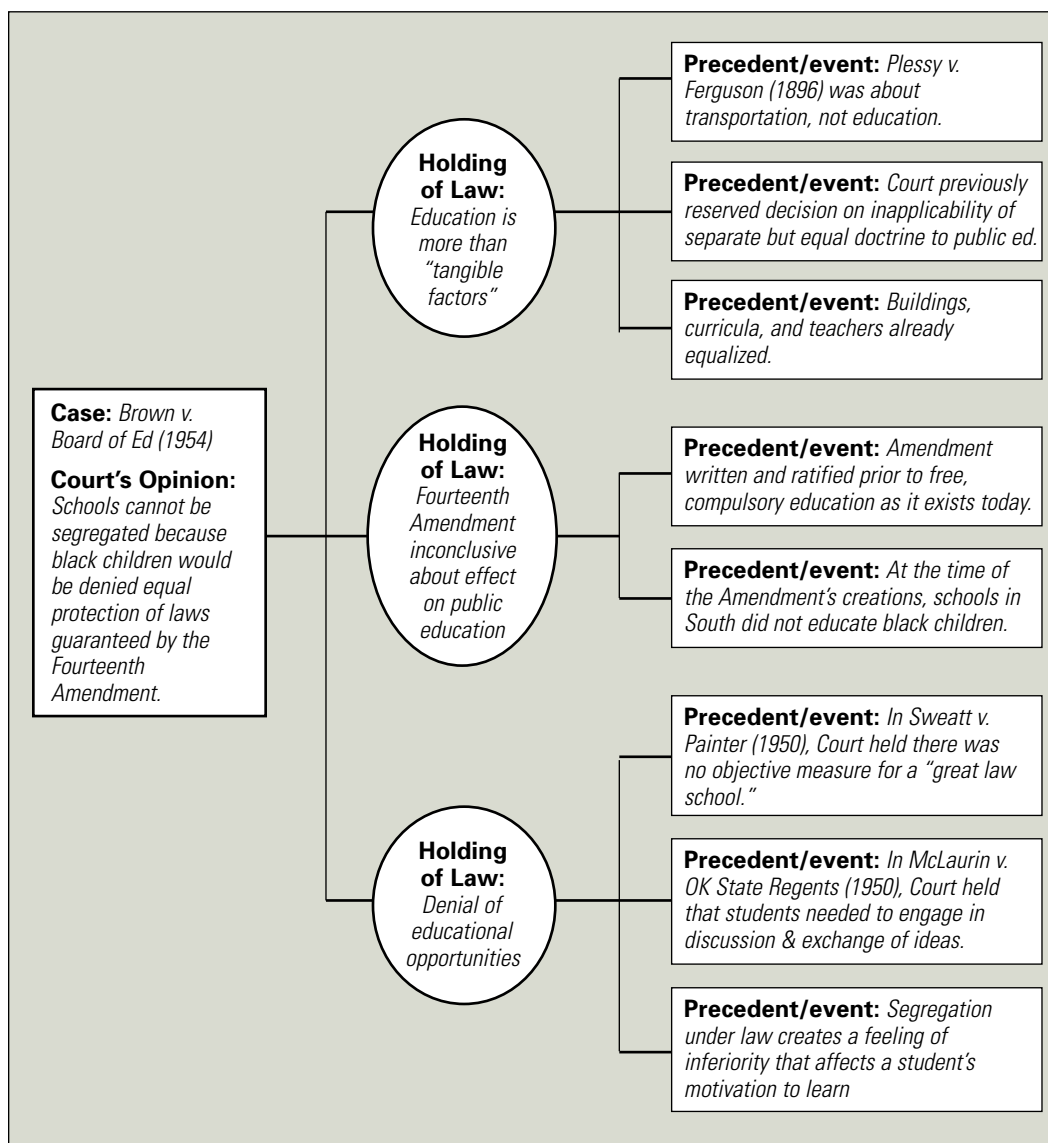 Case: Brown v.
Board of Ed (1954)
Court's Opinion:
Schools cannot be
segregated because
black children would
be denied equal
protection of laws
guaranteed by the
Fourteenth
Amendment.
Holding
of Law:
Education is
more than
“tangible
factors”
Precedent/event: Plessy v.
Ferguson (1896) was about
transportation, not education.
Precedent/event: Court previously
reserved decision on inapplicability of
separate but equal doctrine to public ed.
Precedent/event: Buildings,
curricula, and teachers already
equalized.
Holding
of Law:
Fourteenth
Amendment
inconclusive
about effect
on public
education
Precedent/event: Amendment
written and ratified prior to free,
compulsory education as it exists today.
Precedent/event: At the time of
the Amendment's creations, schools in
South did not educate black children.
Holding
of Law:
Denial of
educational
opportunities
Precedent/event: In Sweatt v.
Painter (1950), Court held there was
no objective measure for a “great law
school.”
Precedent/event: In McLaurin v.
OK State Regents (1950), Court held
that students needed to engage in
discussion & exchange of ideas.
Precedent/event: Segregation
under law creates a feeling of
inferiority that affects a student's
motivation to learn